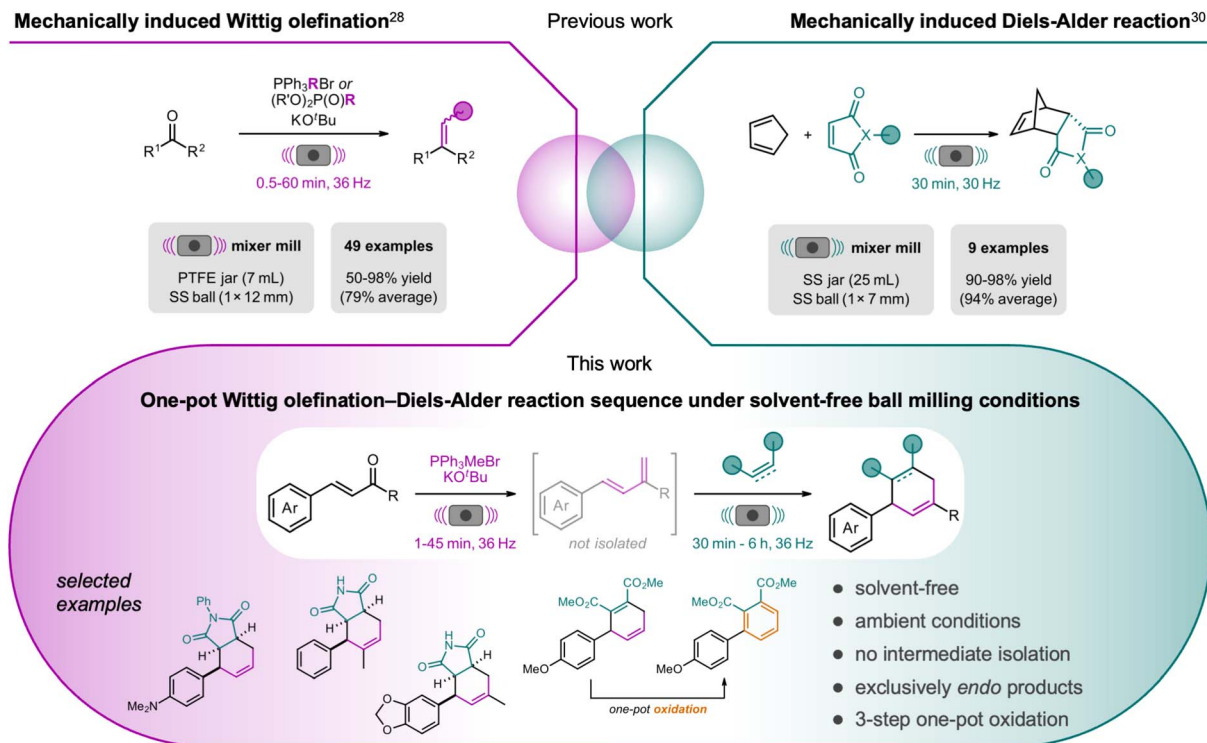 Mechanically induced Wittig olefination28
Previous work
Mechanically induced Diels-Alder reaction30
O
R1
R2
PPh3RBr or
(R'O)2P(O)R
KOtBu
0.5-60 min, 36 Hz
R1
R2
+
O
X
O
30 min, 30 Hz
O
X
O
mixer mill
PTFE jar (7 mL)
SS ball (1 × 12 mm)
49 examples
50-98% yield
(79% average)
mixer mill
SS jar (25 mL)
SS ball (1 × 7 mm)
9 examples
90-98% yield
(94% average)
This work
One-pot Wittig olefination–Diels-Alder reaction sequence under solvent-free ball milling conditions
O
Ar
R
PPh3MeBr
KOtBu
1-45 min, 36 Hz
Ar
R
not isolated
30 min - 6 h, 36 Hz
Ar
R
selected
examples
Ph
N
O
O
H
H
Me2N
H
N
O
O
H
H
H
N
O
O
H
H
O
O
CO2Me
MeO2C
MeO
CO2Me
MeO2C
MeO
one-pot oxidation
● solvent-free
● ambient conditions
● no intermediate isolation
● exclusively endo products
● 3-step one-pot oxidation